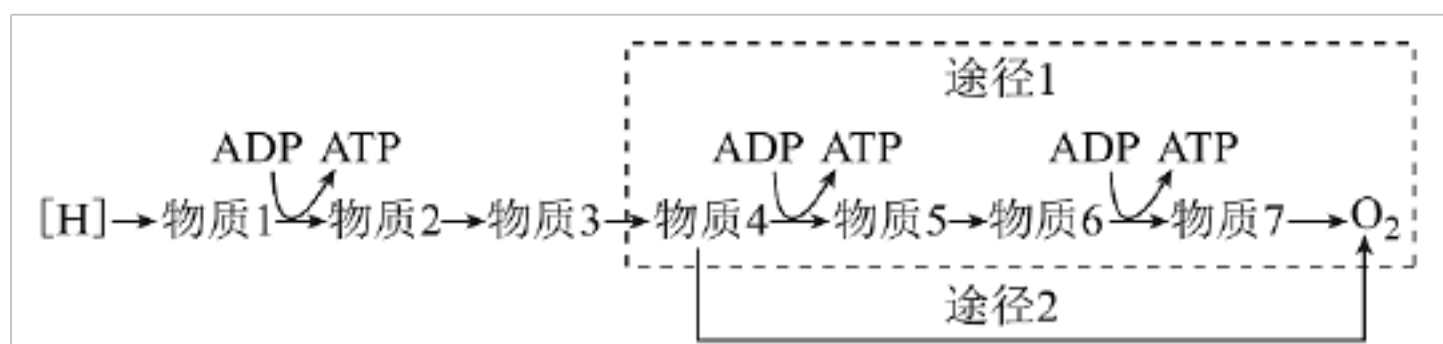 途径1
ADP ATP ADP ATP ADP ATP
[H]→物质1→物质2→物质3→物质4→物质5→物质6→物质7→O₂
途径2